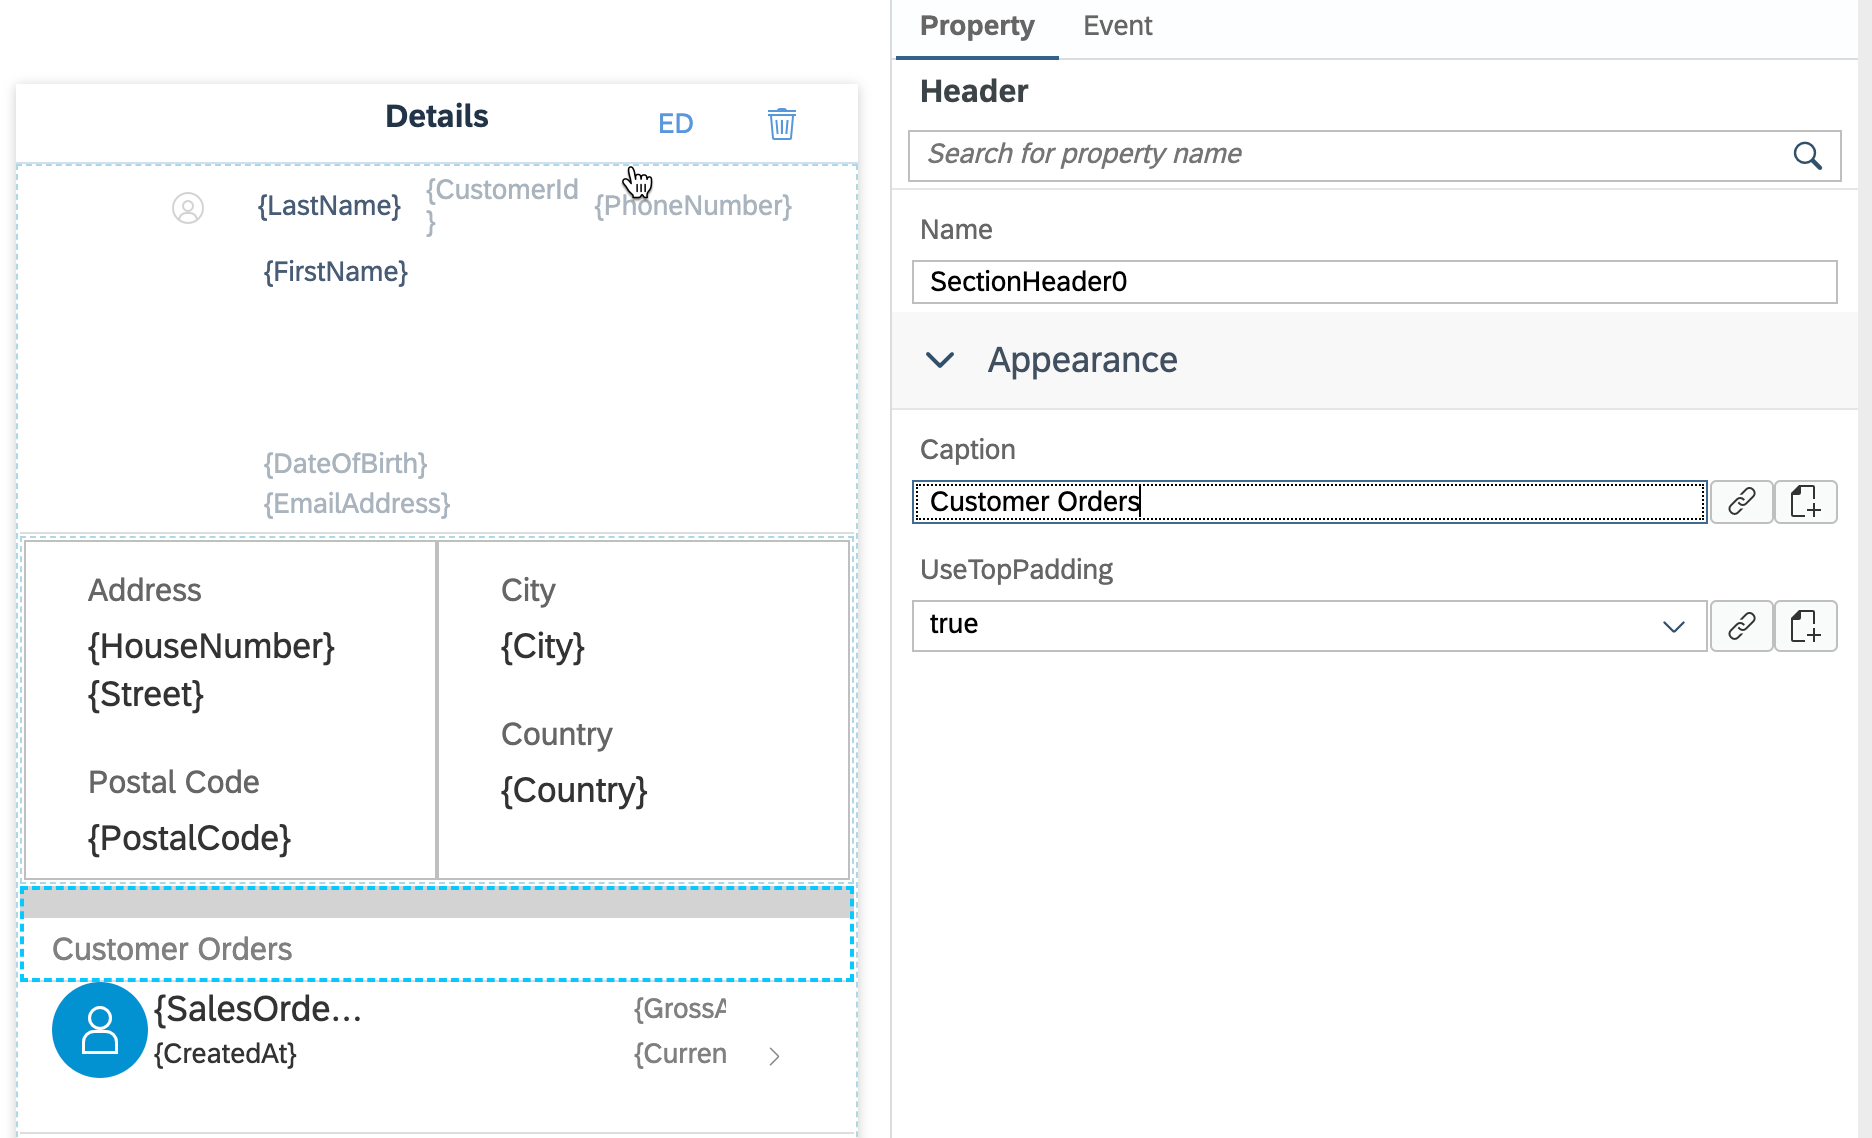 Details
ED
{LastName}
{CustomerId
}
{PhoneNumber}
{FirstName}
{DateOfBirth}
{EmailAddress}
Address
{HouseNumber}
{Street}
Postal Code
{PostalCode}
City
{City}
Country
{Country}
Customer Orders
{SalesOrde...
{GrossA
{CreatedAt}
{Curren
Property
Event
Header
Search for property name
Name
SectionHeader0
Appearance
Caption
Customer Orders
UseTopPadding
true